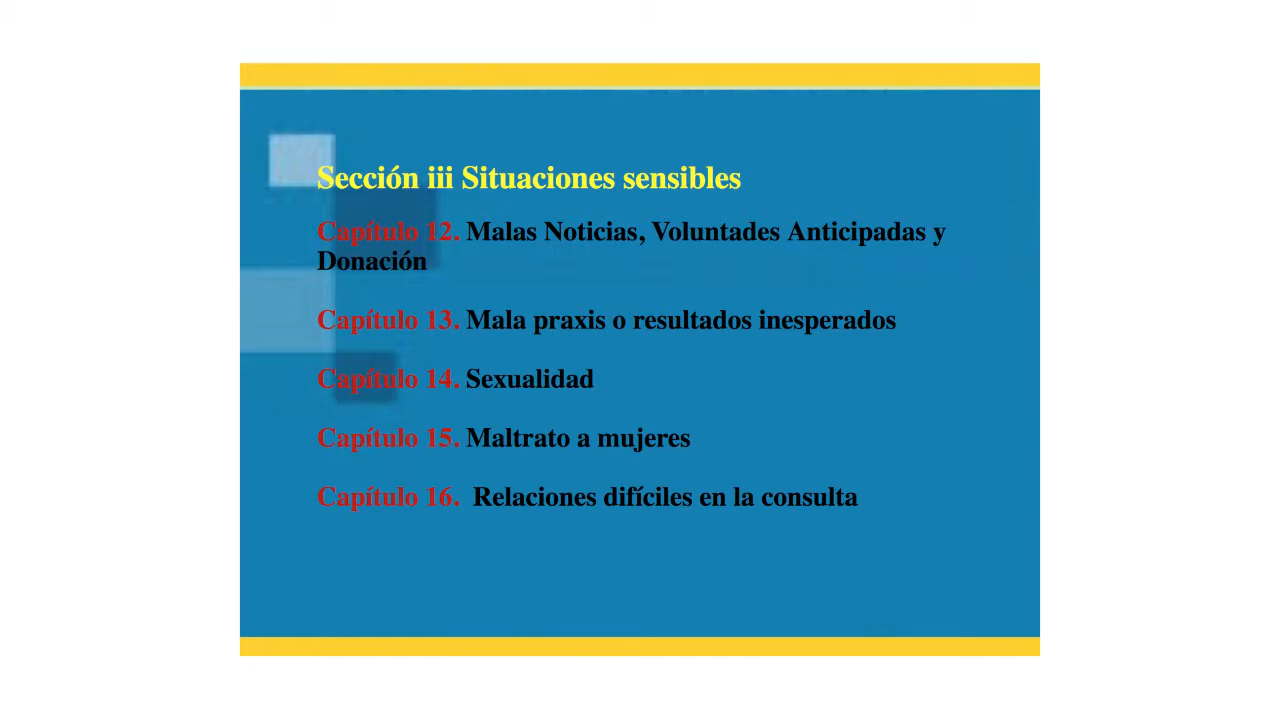 Sección iii Situaciones sensibles
Capítulo 12. Malas Noticias, Voluntades Anticipadas y
Donación
Capítulo 13. Mala praxis o resultados inesperados
Capítulo 14. Sexualidad
Capítulo 15. Maltrato a mujeres
Capítulo 16.  Relaciones difíciles en la consulta